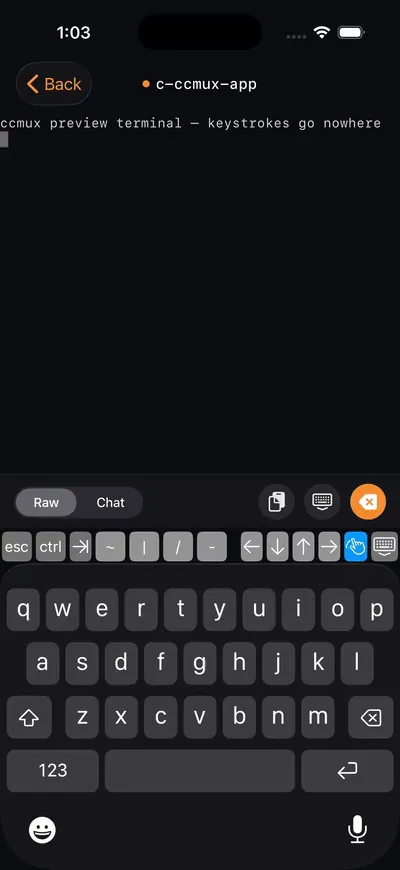 1:03
Back
c-ccmux-app
ccmux preview terminal — keystrokes go nowhere
Raw Chat
esc ctrl ~ | / -
q w e r t y u i o p
a s d f g h j k l
z x c v b n m
123